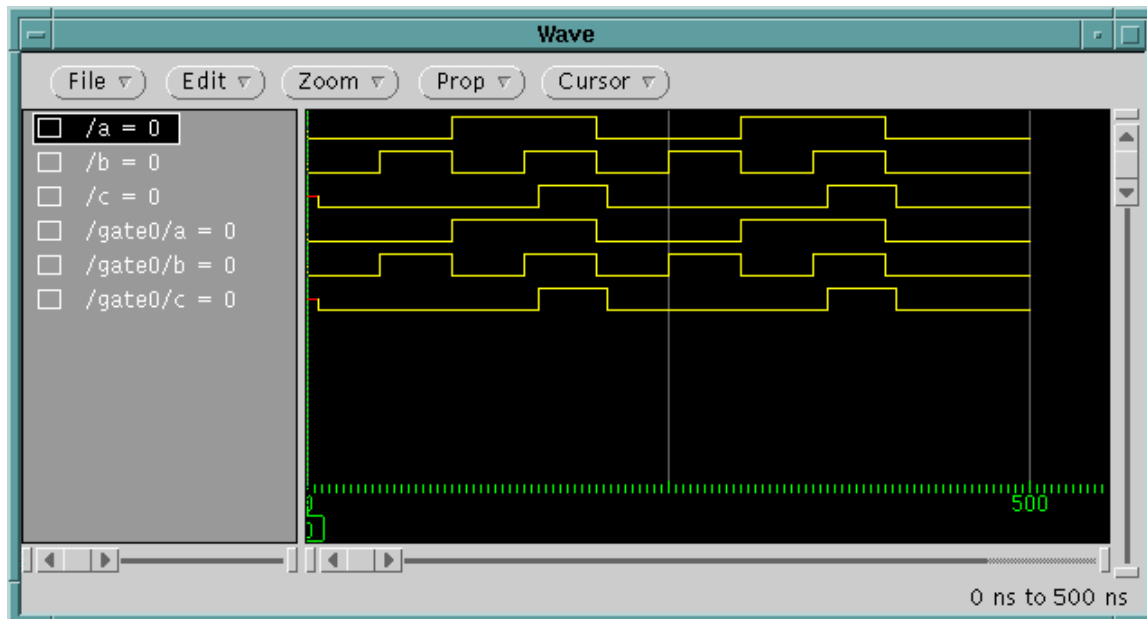 Wave
File Edit Zoom Prop Cursor
/a = 0
/b = 0
/c = 0
/gate0/a = 0
/gate0/b = 0
/gate0/c = 0
0
500
0
0 ns to 500 ns